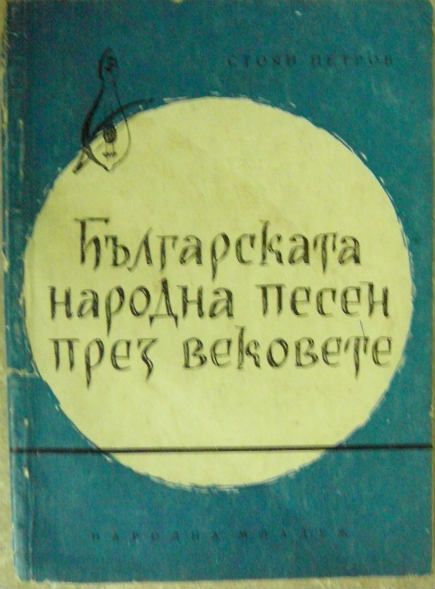 СТОЯН ПЕТРОВ
Българската
народна песен
през вековете
НАРОДНА МЛАДЕЖ